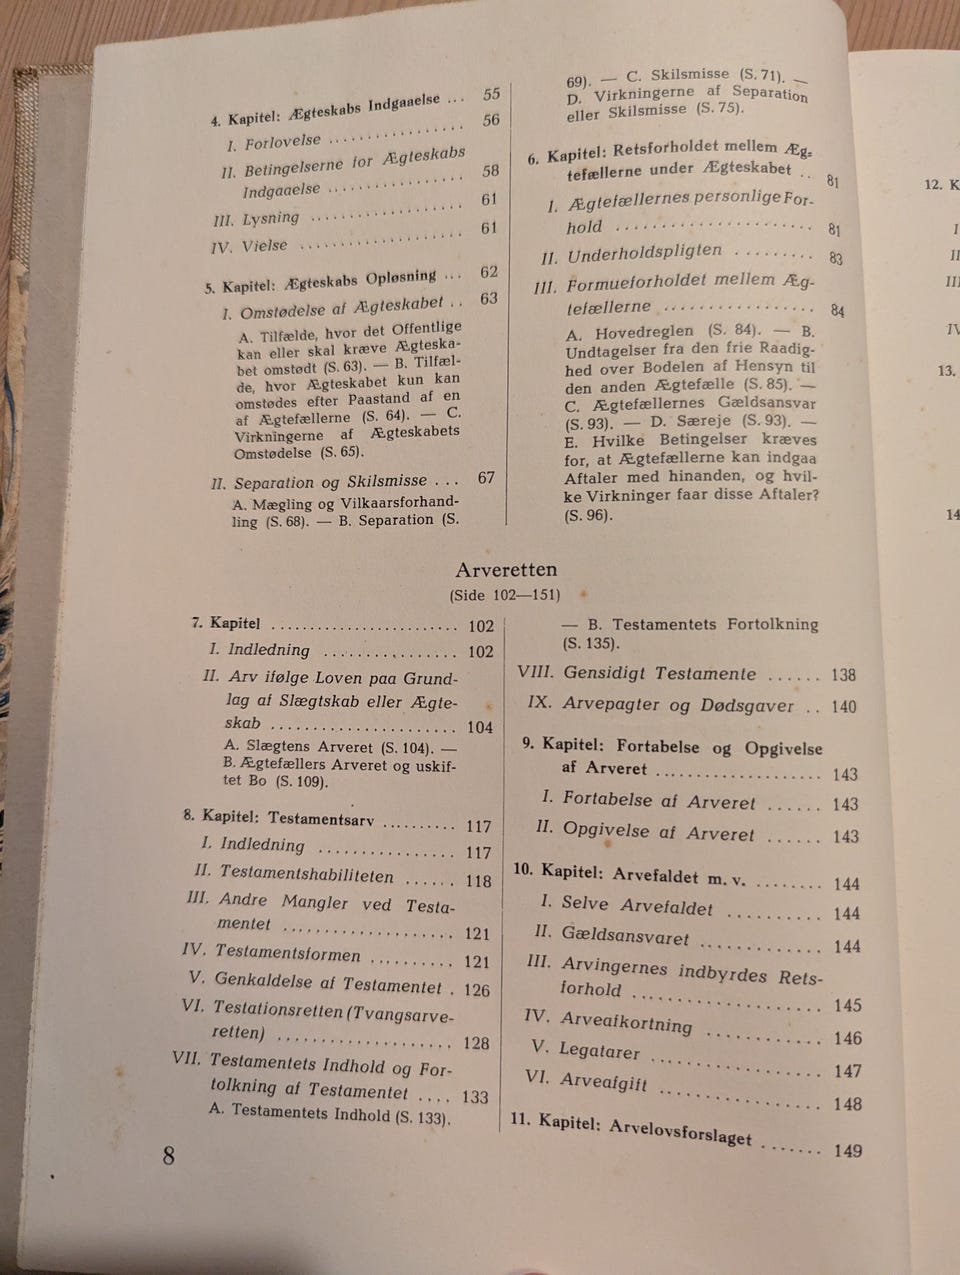 4. Kapitel: Ægteskabs Indgaaelse ... 55
I. Forlovelse .................. 56
II. Betingelserne for Ægteskabs
Indgaaelse .................. 58
III. Lysning .................. 61
IV. Vielse .................. 61
5. Kapitel: Ægteskabs Opløsning ... 62
I. Omstødelse af Ægteskabet .. 63
A. Tilfælde, hvor det Offentlige
kan eller skal kræve Ægteska-
bet omstødt (S. 63). — B. Tilfæl-
de, hvor Ægteskabet kun kan
omstødes efter Paastand af en
af Ægtefællerne (S. 64). — C.
Virkningerne af Ægteskabets
Omstødelse (S. 65).
II. Separation og Skilsmisse ... 67
A. Mægling og Vilkaarsforhand-
ling (S. 68). — B. Separation (S.
69). — C. Skilsmisse (S. 71). —
D. Virkningerne af Separation
eller Skilsmisse (S. 75).
6. Kapitel: Retsforholdet mellem Æg-
tefællerne under Ægteskabet .. 81
I. Ægtefællernes personlige For-
hold ....................... 81
II. Underholdspligten ......... 83
III. Formueforholdet mellem Æg-
tefællerne ................. 84
A. Hovedreglen (S. 84). — B.
Undtagelser fra den frie Raadig-
hed over Bodelen af Hensyn til
den anden Ægtefælle (S. 85). —
C. Ægtefællernes Gældsansvar
(S. 93). — D. Særeje (S. 93). —
E. Hvilke Betingelser kræves
for, at Ægtefællerne kan indgaa
Aftaler med hinanden, og hvil-
ke Virkninger faar disse Aftaler?
(S. 96).
Arveretten
(Side 102—151)
7. Kapitel ........................ 102
I. Indledning ................. 102
II. Arv ifølge Loven paa Grund-
lag af Slægtskab eller Ægte-
skab ........................ 104
A. Slægtens Arveret (S. 104). —
B. Ægtefællers Arveret og uskif-
tet Bo (S. 109).
8. Kapitel: Testamentsarv .......... 117
I. Indledning .................. 117
II. Testamentshabiliteten ...... 118
III. Andre Mangler ved Testa-
mentet ...................... 121
IV. Testamentsformen .......... 121
V. Genkaldelse af Testamentet . 126
VI. Testationsretten (Tvangsarve-
retten) ..................... 128
VII. Testamentets Indhold og For-
tolkning af Testamentet .... 133
A. Testamentets Indhold (S. 133).
— B. Testamentets Fortolkning
(S. 135).
VIII. Gensidigt Testamente ...... 138
IX. Arvepagter og Dødsgaver .. 140
9. Kapitel: Fortabelse og Opgivelse
af Arveret ..................... 143
I. Fortabelse af Arveret ...... 143
II. Opgivelse af Arveret ...... 143
10. Kapitel: Arvefaldet m. v. ........ 144
I. Selve Arvefaldet .......... 144
II. Gældsansvaret ............. 144
III. Arvingernes indbyrdes Rets-
forhold .................... 145
IV. Arveafkortning ............ 146
V. Legatarer .................. 147
VI. Arveafgift ................. 148
11. Kapitel: Arvelovsforslaget ....... 149
8
12. K
I
II
III
IV
13.
14